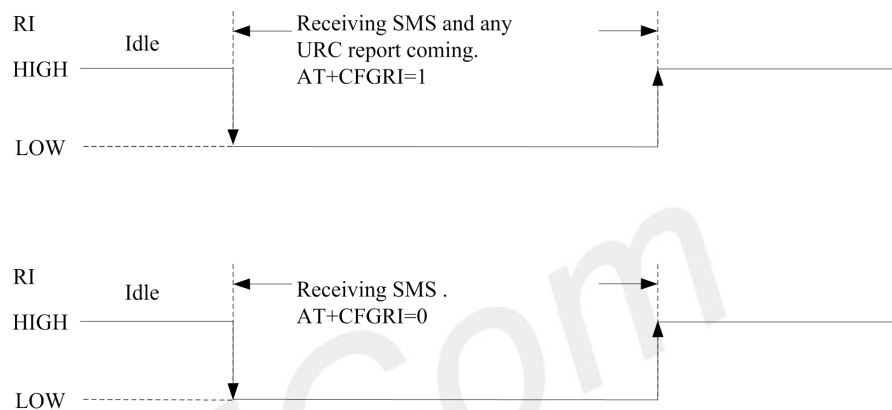 RI
Idle
Receiving SMS and any
URC report coming.
AT+CFGRI=1
HIGH
LOW
RI
Idle
Receiving SMS .
AT+CFGRI=0
HIGH
LOW
Com